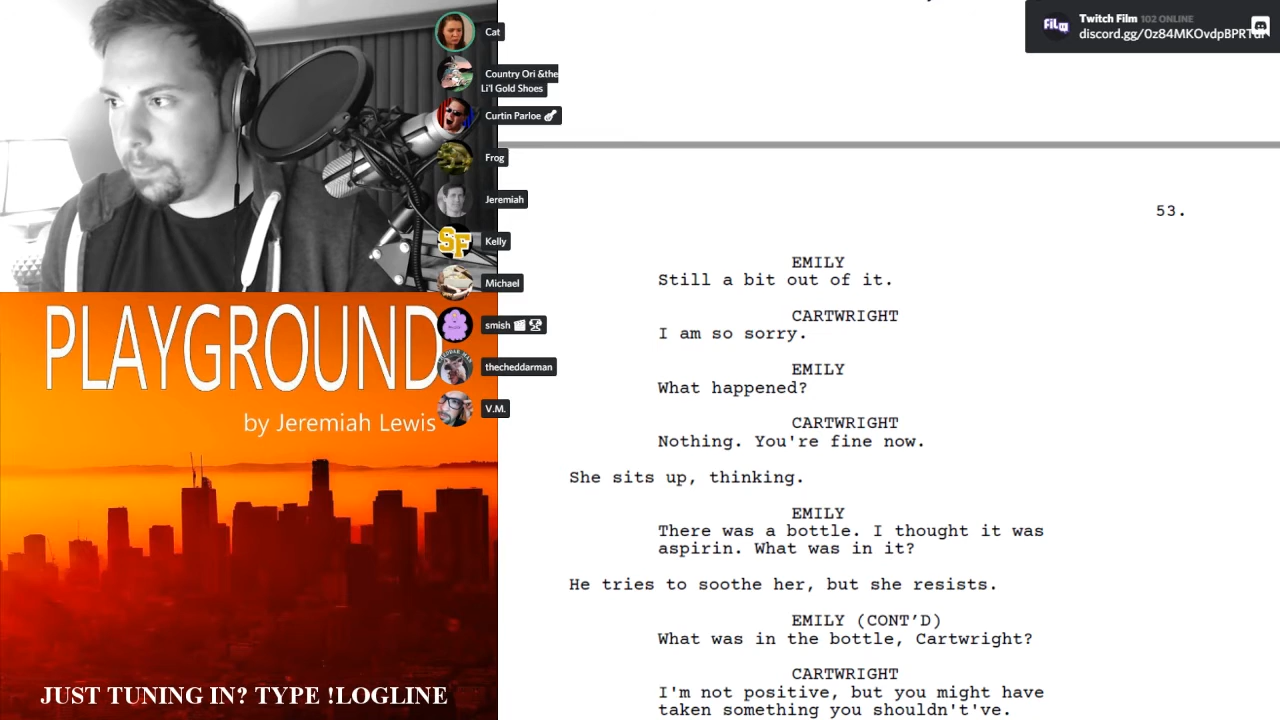 Cat
Country Ori &the
Li'l Gold Shoes
Curtin Parloe
Frog
Jeremiah
SF
Kelly
Michael
smish
thecheddarman
V.M.
PLAYGROUND
by Jeremiah Lewis
JUST TUNING IN? TYPE !LOGLINE
Film
Twitch Film 102 ONLINE
53.
EMILY
Still a bit out of it.
CARTWRIGHT
I am so sorry.
EMILY
What happened?
CARTWRIGHT
Nothing. You're fine now.
She sits up, thinking.
EMILY
There was a bottle. I thought it was
aspirin. What was in it?
He tries to soothe her, but she resists.
EMILY (CONT'D)
What was in the bottle, Cartwright?
CARTWRIGHT
I'm not positive, but you might have
taken something you shouldn't've.